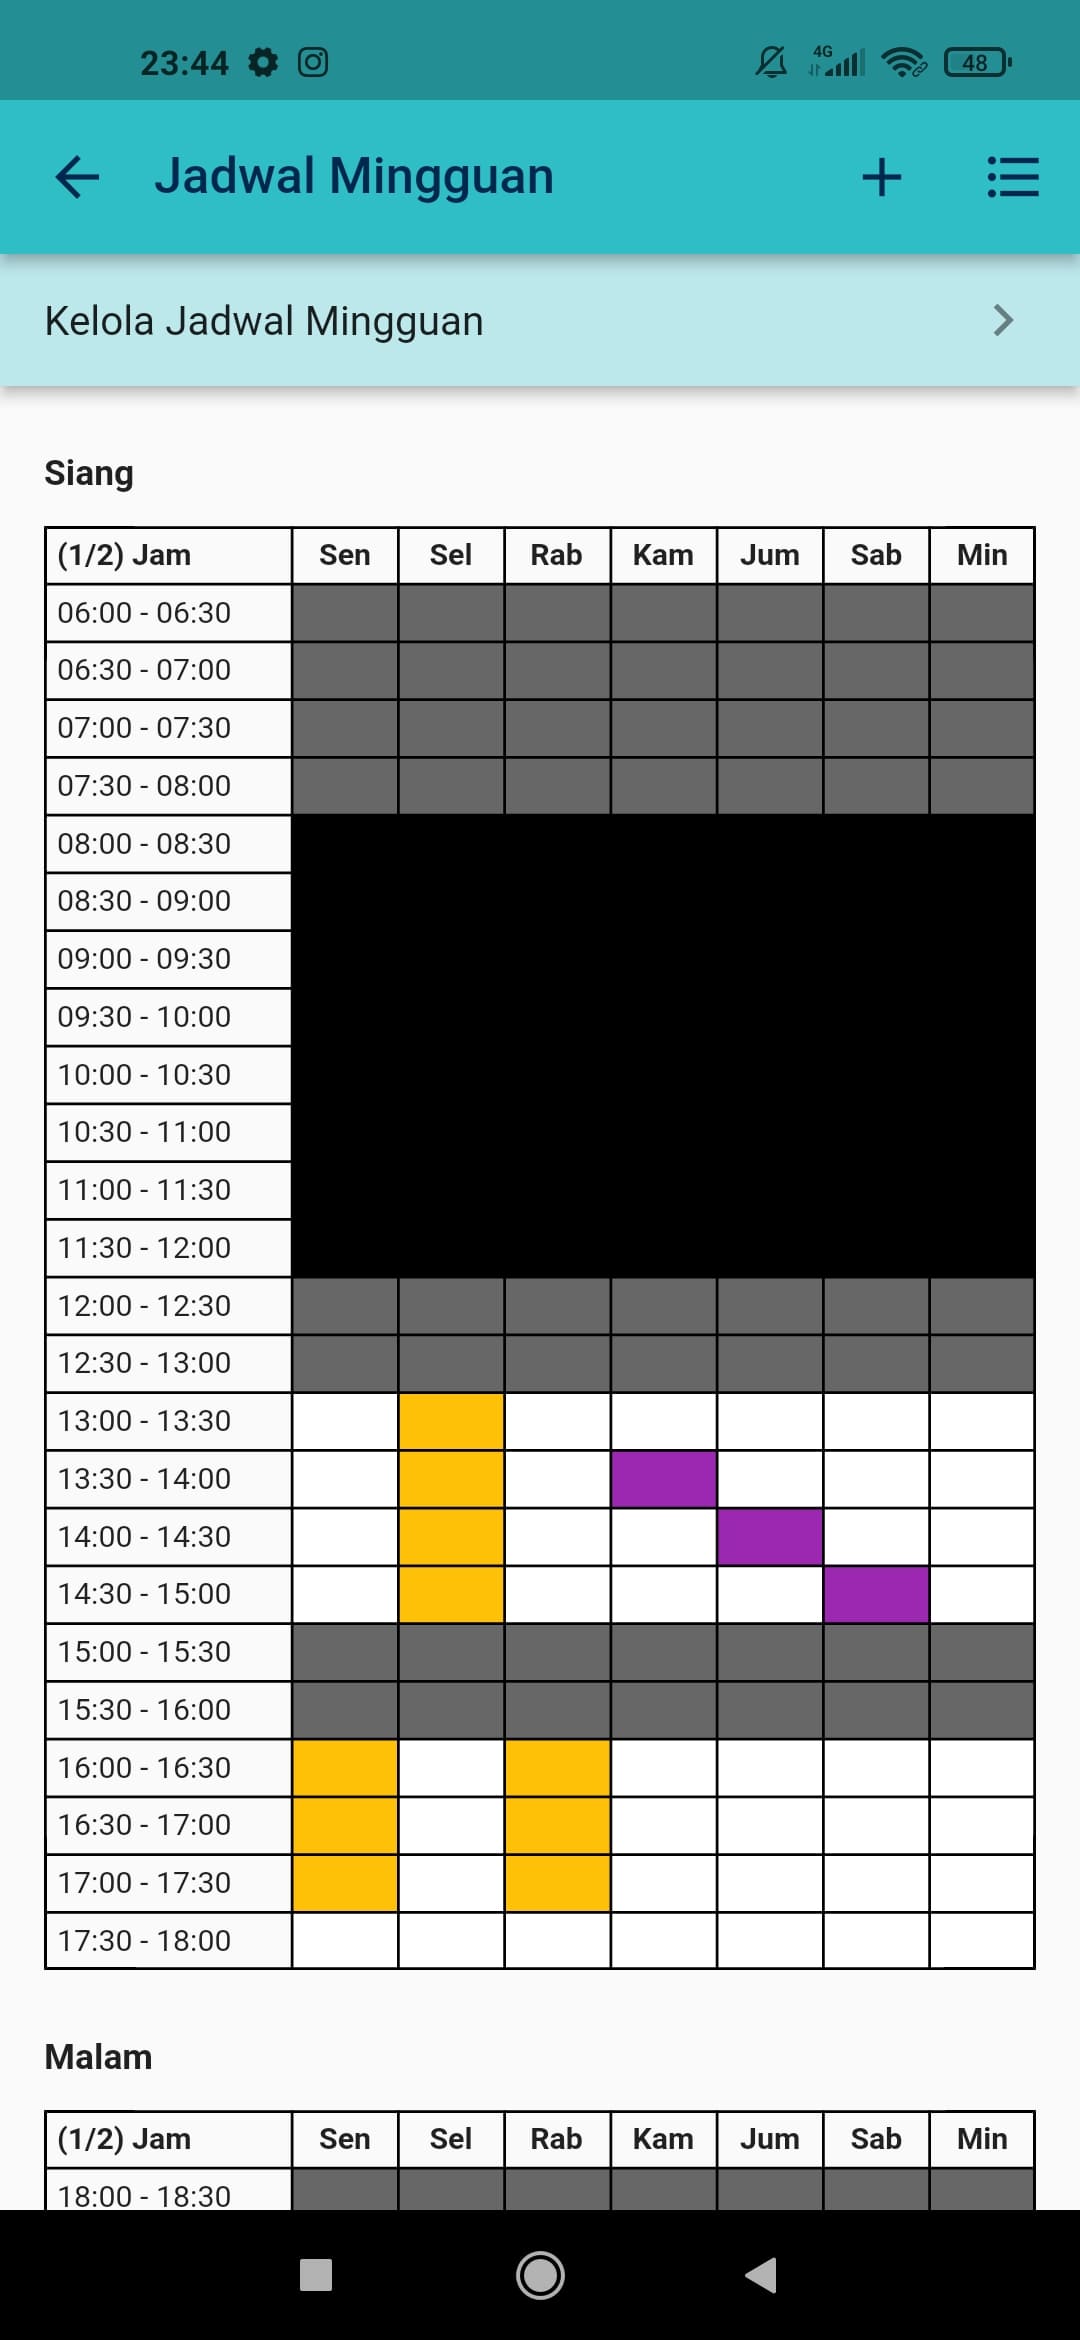 23:44 4G 48
Jadwal Mingguan
Kelola Jadwal Mingguan
Siang
(1/2) Jam Sen Sel Rab Kam Jum Sab Min
06:00 - 06:30
06:30 - 07:00
07:00 - 07:30
07:30 - 08:00
08:00 - 08:30
08:30 - 09:00
09:00 - 09:30
09:30 - 10:00
10:00 - 10:30
10:30 - 11:00
11:00 - 11:30
11:30 - 12:00
12:00 - 12:30
12:30 - 13:00
13:00 - 13:30
13:30 - 14:00
14:00 - 14:30
14:30 - 15:00
15:00 - 15:30
15:30 - 16:00
16:00 - 16:30
16:30 - 17:00
17:00 - 17:30
17:30 - 18:00
Malam
(1/2) Jam Sen Sel Rab Kam Jum Sab Min
18:00 - 18:30